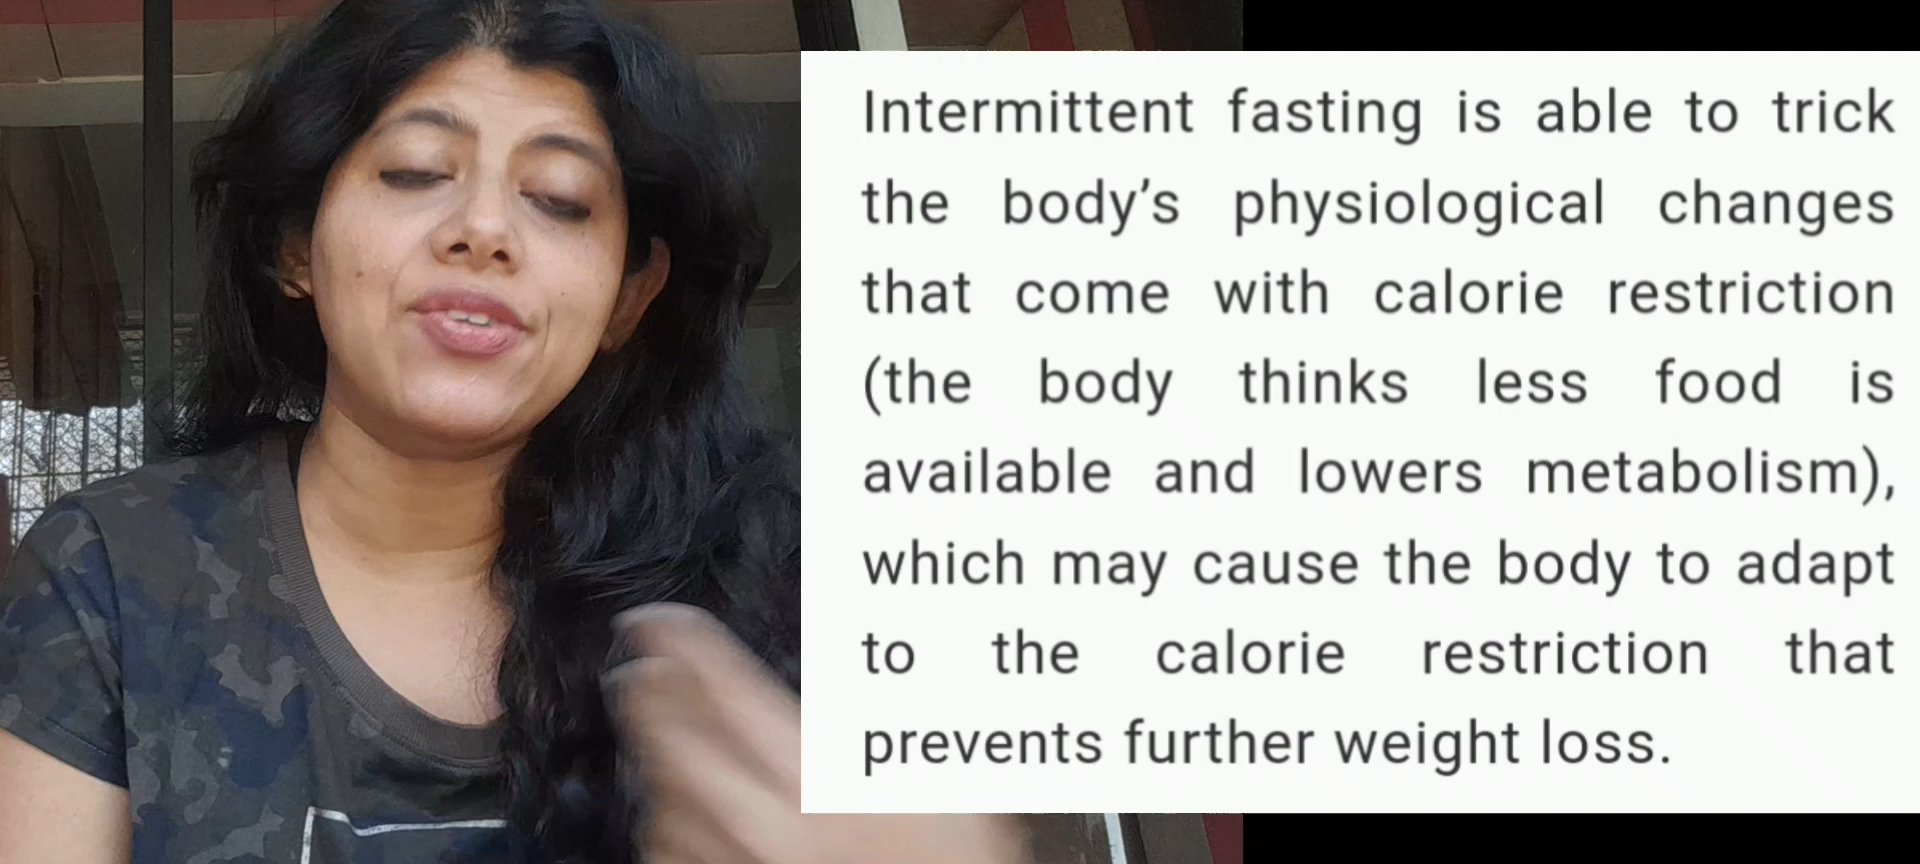 Intermittent fasting is able to trick
the body’s physiological changes
that come with calorie restriction
(the body thinks less food is
available and lowers metabolism),
which may cause the body to adapt
to the calorie restriction that
prevents further weight loss.